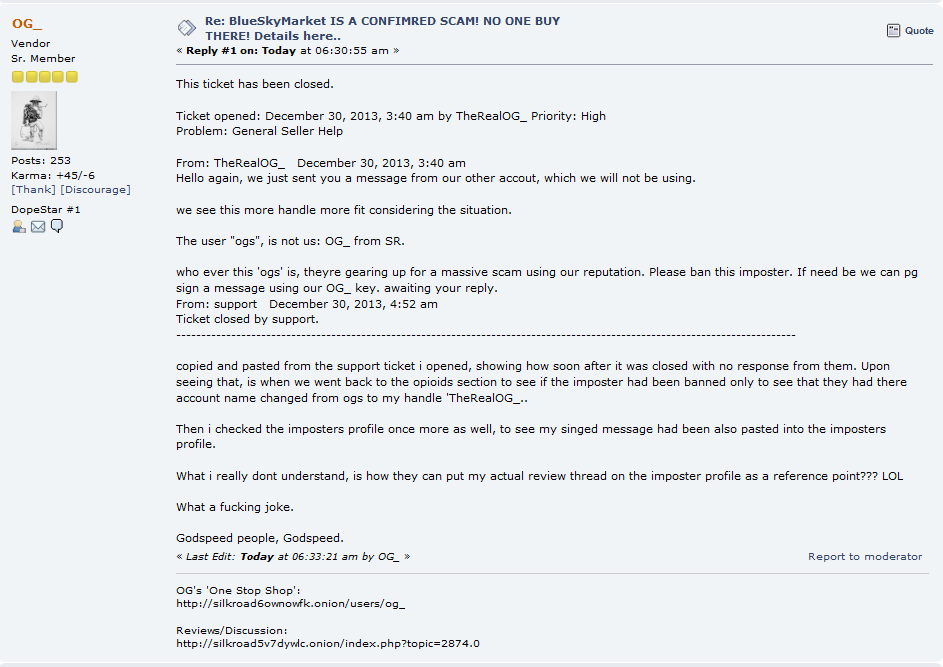 OG_
Vendor
Sr. Member
Posts: 253
Karma: +45/-6
[Thank] [Discourage]
DopeStar #1
Re: BlueSkyMarket IS A CONFIMRED SCAM! NO ONE BUY
THERE! Details here..
« Reply #1 on: Today at 06:30:55 am »
Quote
This ticket has been closed.
Ticket opened: December 30, 2013, 3:40 am by TheRealOG_ Priority: High
Problem: General Seller Help
From: TheRealOG_   December 30, 2013, 3:40 am
Hello again, we just sent you a message from our other accout, which we will not be using.
we see this more handle more fit considering the situation.
The user "ogs", is not us: OG_ from SR.
who ever this 'ogs' is, theyre gearing up for a massive scam using our reputation. Please ban this imposter. If need be we can pg
sign a message using our OG_ key. awaiting your reply.
From: support   December 30, 2013, 4:52 am
Ticket closed by support.
--------------------------------------------------------------------------------------------------------------------------------
copied and pasted from the support ticket i opened, showing how soon after it was closed with no response from them. Upon
seeing that, is when we went back to the opioids section to see if the imposter had been banned only to see that they had there
account name changed from ogs to my handle 'TheRealOG_..
Then i checked the imposters profile once more as well, to see my singed message had been also pasted into the imposters
profile.
What i really dont understand, is how they can put my actual review thread on the imposter profile as a reference point??? LOL
What a fucking joke.
Godspeed people, Godspeed.
« Last Edit: Today at 06:33:21 am by OG_ »
Report to moderator
OG's 'One Stop Shop':
http://silkroad6ownowfk.onion/users/og_
Reviews/Discussion:
http://silkroad5v7dywlc.onion/index.php?topic=2874.0